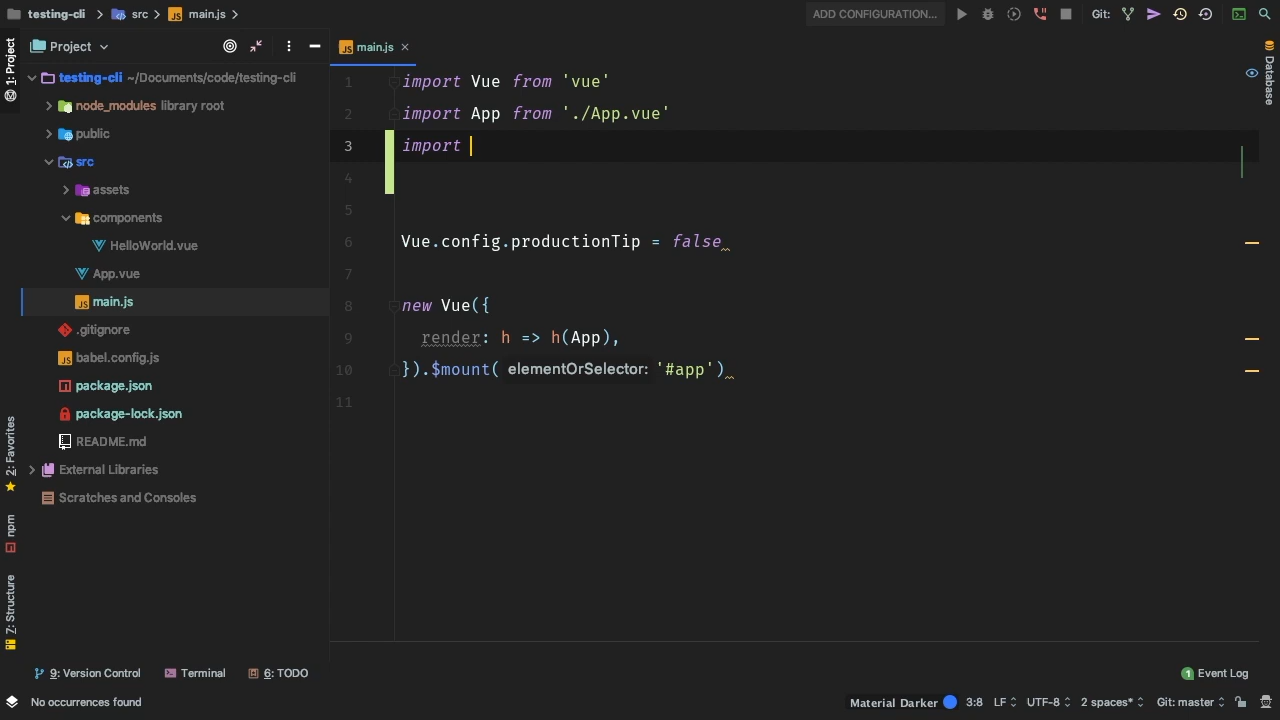 testing-cli src main.js ADD CONFIGURATION... Git:
1: Project
Project
main.js
Database
testing-cli ~/Documents/code/testing-cli
node_modules library root
public
src
assets
components
HelloWorld.vue
App.vue
main.js
.gitignore
babel.config.js
package.json
package-lock.json
README.md
External Libraries
Scratches and Consoles
2: Favorites
npm
7: Structure
1 import Vue from 'vue'
2 import App from './App.vue'
3 import
4
5
6 Vue.config.productionTip = false
7
8 new Vue({
9 render: h => h(App),
10 }).$mount( elementOrSelector: '#app')
11
9: Version Control Terminal 6: TODO 1 Event Log
No occurrences found Material Darker 3:8 LF UTF-8 2 spaces* Git: master